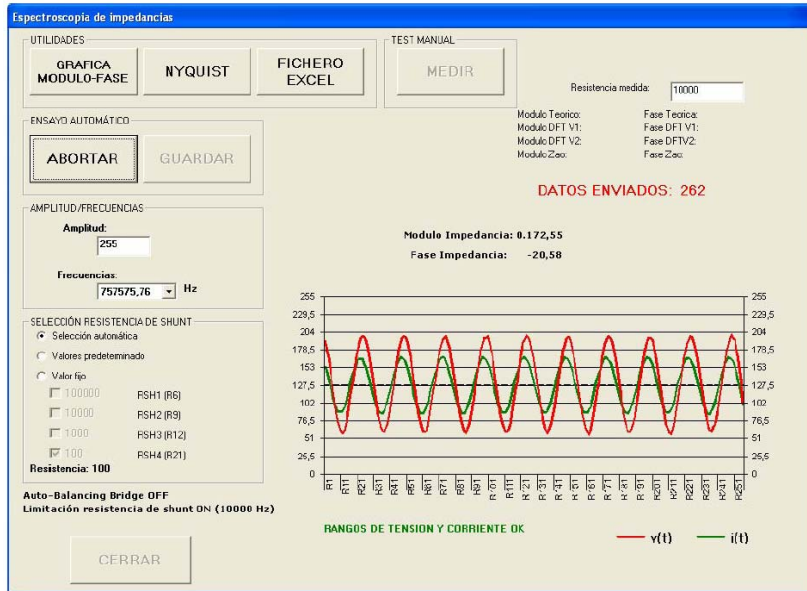 Espectroscopia de impedancias
UTILIDADES
GRAFICA
MODULO-FASE
NYQUIST
FICHERO
EXCEL
TEST MANUAL
MEDIR
Resistencia medida: 10000
Modulo Teorico: Fase Teorica:
Modulo DFT V1: Fase DFT V1:
Modulo DFT V2: Fase DFTV2:
Modulo Zao: Fase Zao:
ENSAYO AUTOMÁTICO
ABORTAR
GUARDAR
DATOS ENVIADOS: 262
AMPLITUD/FRECUENCIAS
Amplitud:
255
Frecuencias:
757575,76 Hz
Modulo Impedancia: 0.172,55
Fase Impedancia: -20,58
SELECCIÓN RESISTENCIA DE SHUNT
Selección automática
Valores predeterminado
Valor fijo
100000 RSH1 (R6)
10000 RSH2 (R9)
1000 RSH3 (R12)
100 RSH4 (R21)
Resistencia: 100
Auto-Balancing Bridge OFF
Limitación resistencia de shunt ON (10000 Hz)
CERRAR
255 255
229,5 229,5
204 204
178,5 178,5
153 153
127,5 127,5
102 102
76,5 76,5
51 51
25,5 25,5
0 0
R1 R11 R21 R31 R41 R51 R61 R71 R81 R91 R101 R111 R121 R131 R141 R151 R161 R171 R181 R191 R201 R211 R221 R231 R241 R251
RANGOS DE TENSION Y CORRIENTE OK
v(t) i(t)